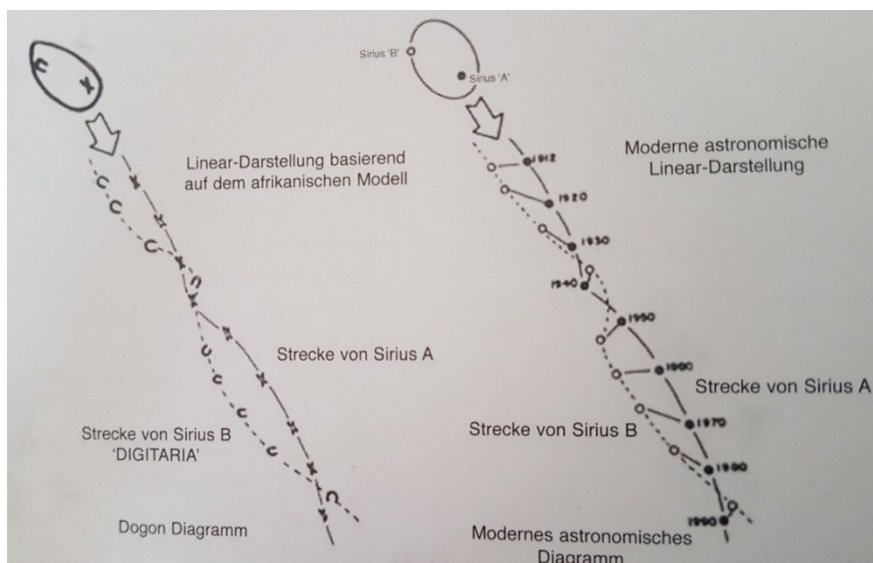 Sirius 'B'
Sirius 'A'
Linear-Darstellung basierend
auf dem afrikanischen Modell
Moderne astronomische
Linear-Darstellung
1912
1920
1930
1940
1950
1960
1970
1980
1990
Strecke von Sirius A
Strecke von Sirius A
Strecke von Sirius B
'DIGITARIA'
Strecke von Sirius B
Dogon Diagramm
Modernes astronomisches
Diagramm